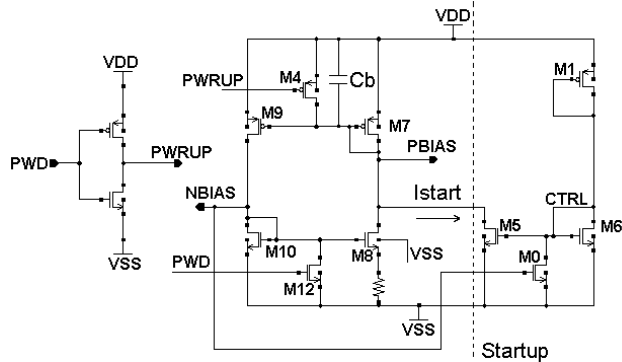 VDD
VDD
PWRUP
M4
Cb
M1
M9
M7
PWD
PWRUP
PBIAS
NBIAS
Istart
CTRL
M10
M8
VSS
M5
M6
PWD
M12
M0
VSS
VSS
Startup